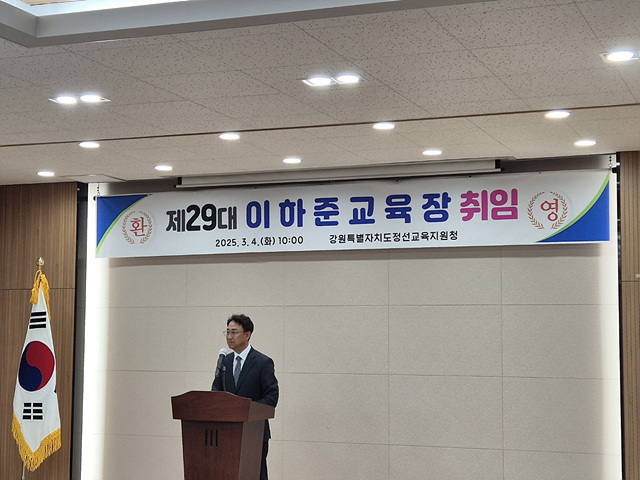 환 제29대 이하준교육장 취임 영
2025. 3. 4.(화) 10:00 강원특별자치도정선교육지원청